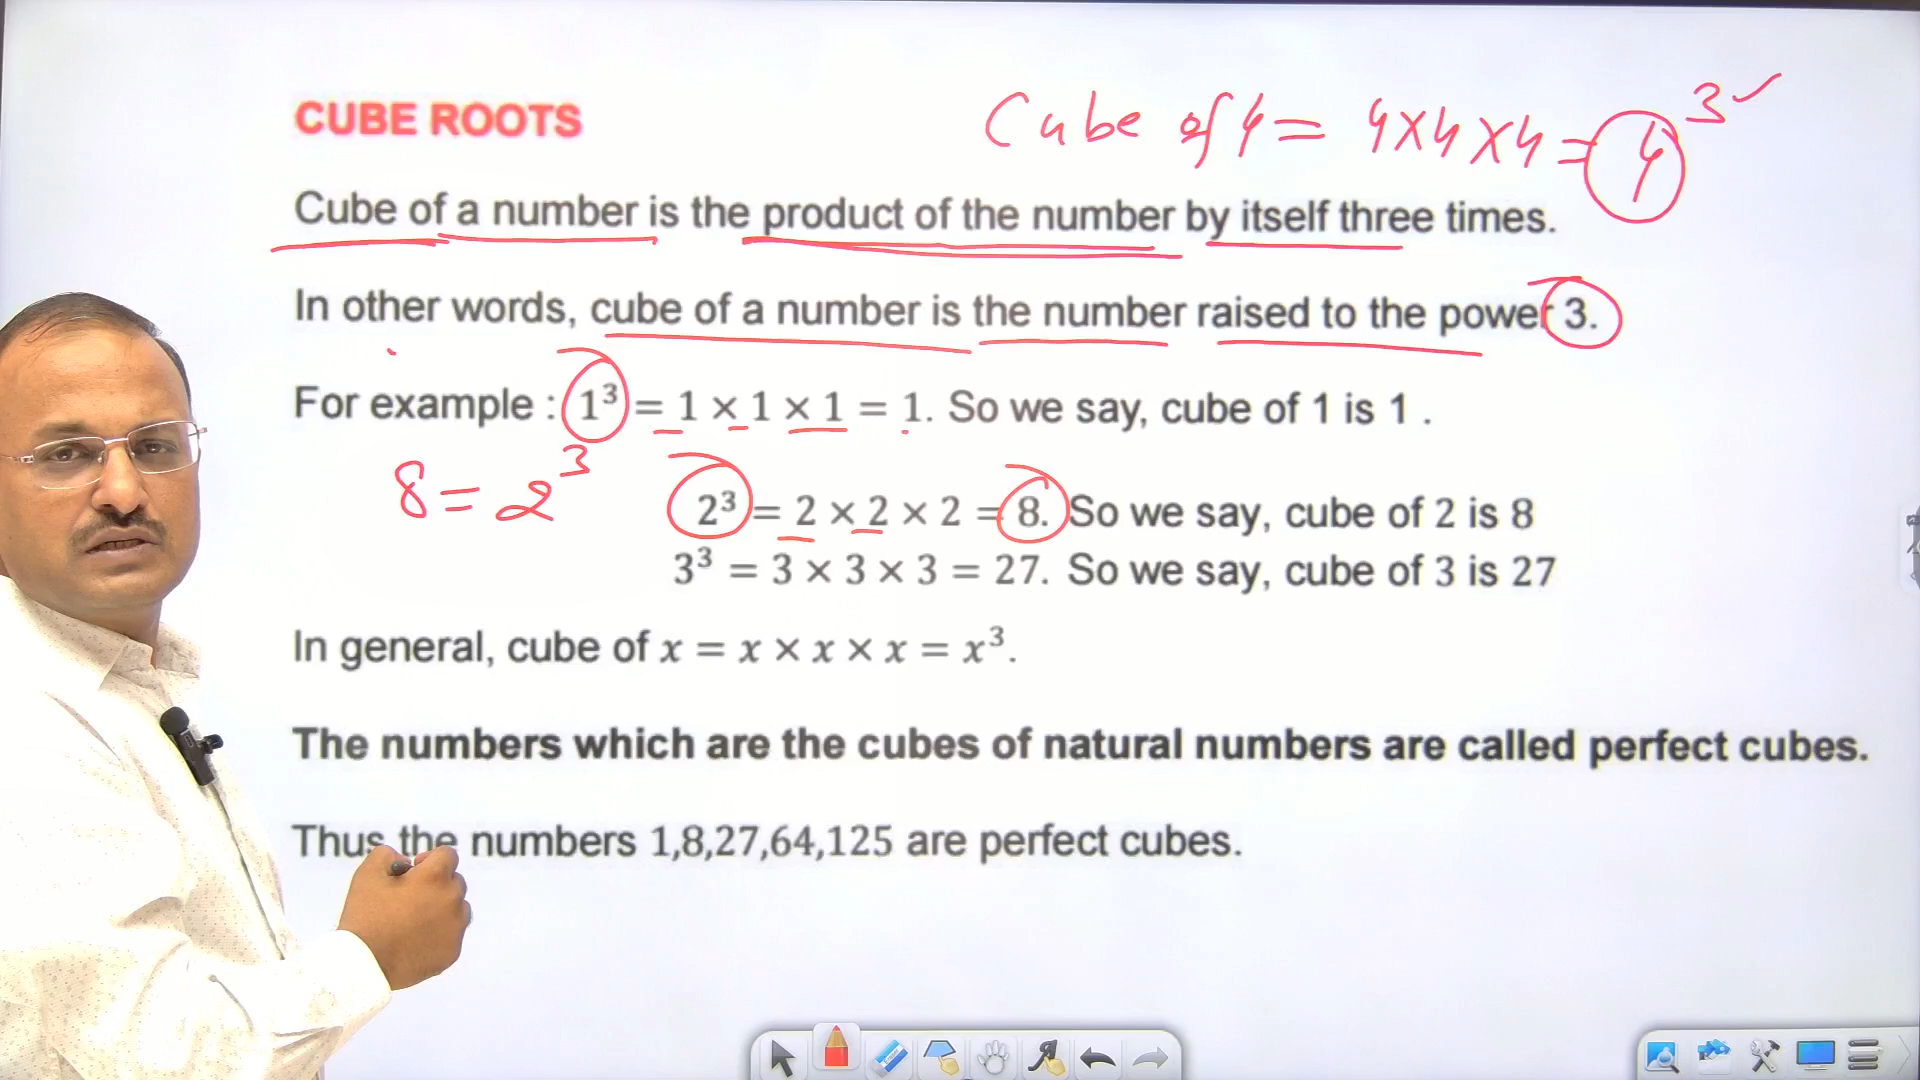 CUBE ROOTS
Cube of 4 = 4×4×4 = 4³ ✓
Cube of a number is the product of the number by itself three times.
In other words, cube of a number is the number raised to the power 3.
For example : 1³ = 1 × 1 × 1 = 1. So we say, cube of 1 is 1 .
8 = 2³
2³ = 2 × 2 × 2 = 8. So we say, cube of 2 is 8
3³ = 3 × 3 × 3 = 27. So we say, cube of 3 is 27
In general, cube of x = x × x × x = x³.
The numbers which are the cubes of natural numbers are called perfect cubes.
Thus the numbers 1,8,27,64,125 are perfect cubes.